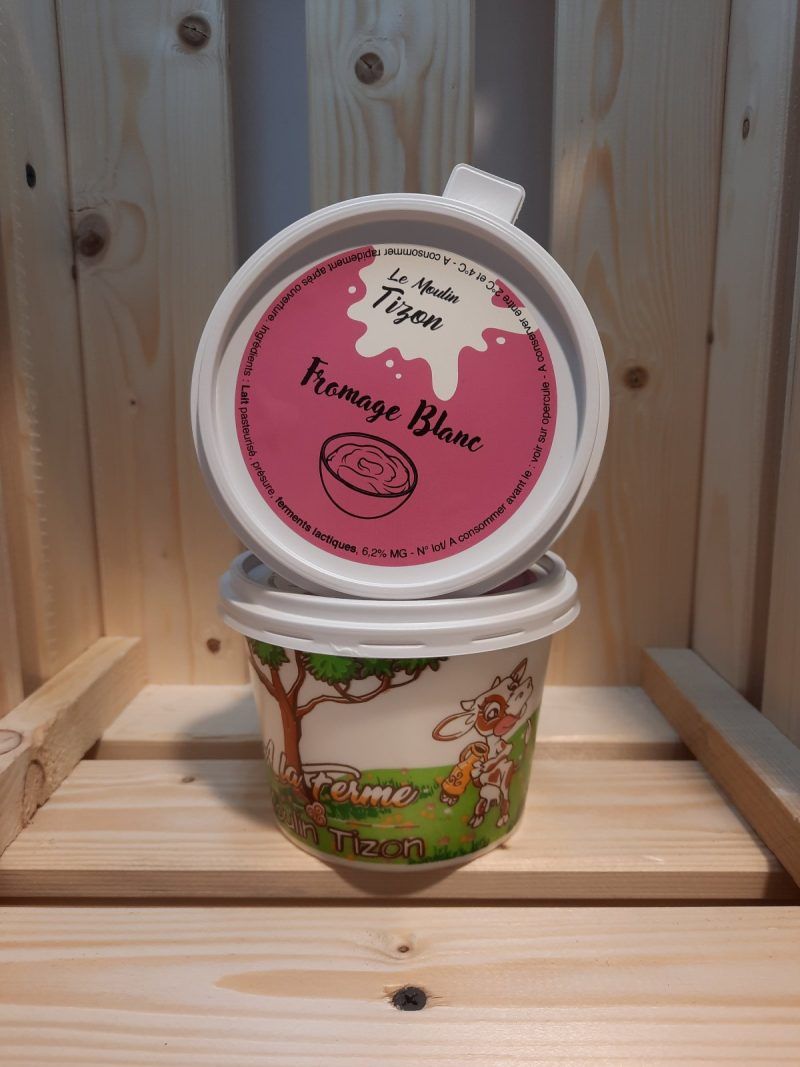 Le Moulin
Tizon
Fromage Blanc
Ingrédients : Lait pasteurisé, présure, ferments lactiques, 6,2% MG - N° lot/ A consommer avant le : voir sur opercule - A conserver entre 2°C et 4°C - A consommer rapidement après ouverture.
A la Ferme
oulin Tizon